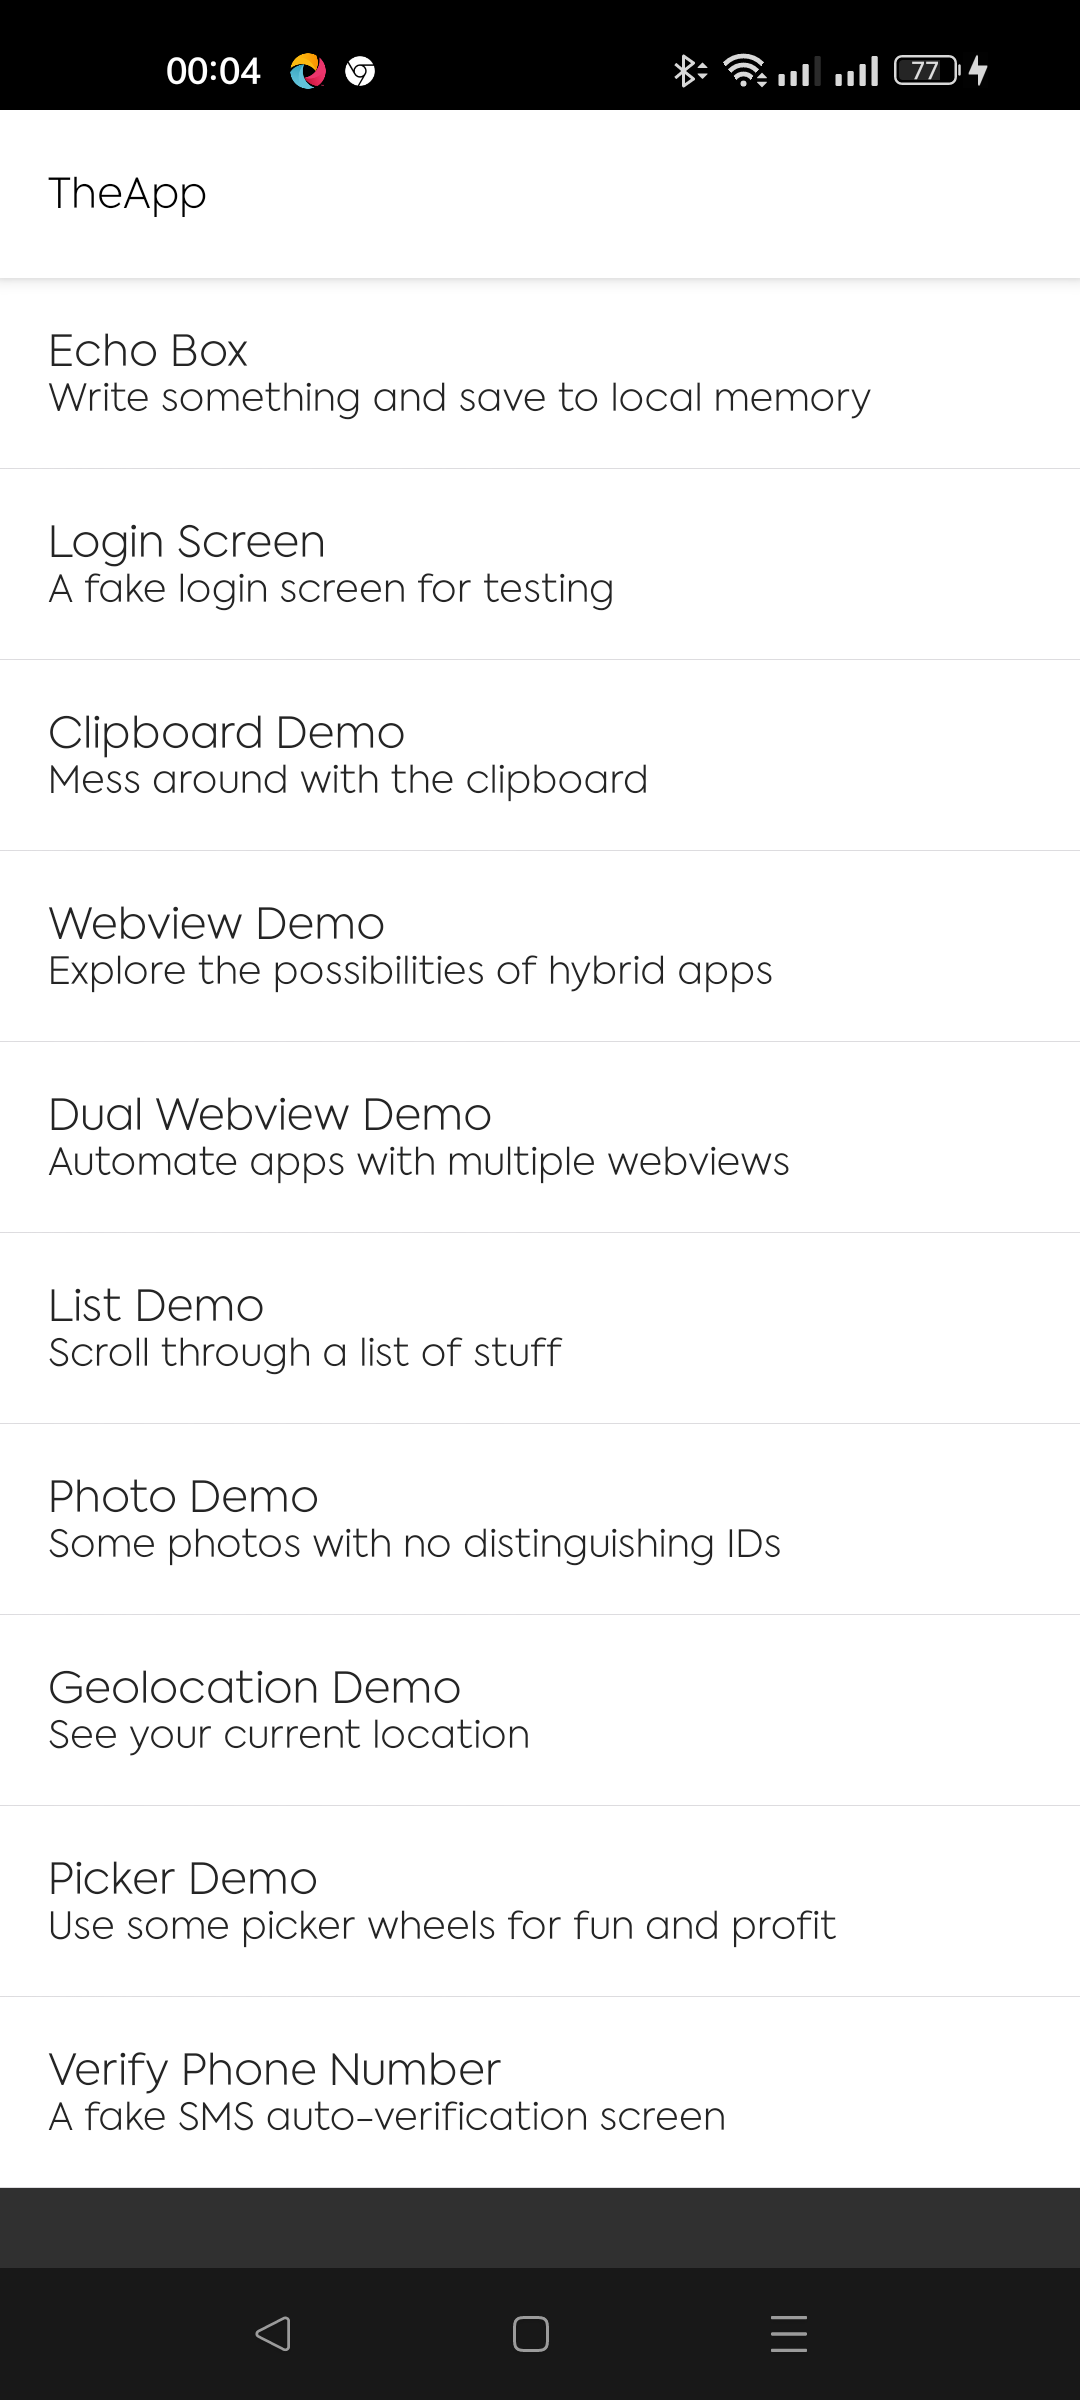 00:04
77
TheApp
Echo Box
Write something and save to local memory
Login Screen
A fake login screen for testing
Clipboard Demo
Mess around with the clipboard
Webview Demo
Explore the possibilities of hybrid apps
Dual Webview Demo
Automate apps with multiple webviews
List Demo
Scroll through a list of stuff
Photo Demo
Some photos with no distinguishing IDs
Geolocation Demo
See your current location
Picker Demo
Use some picker wheels for fun and profit
Verify Phone Number
A fake SMS auto-verification screen